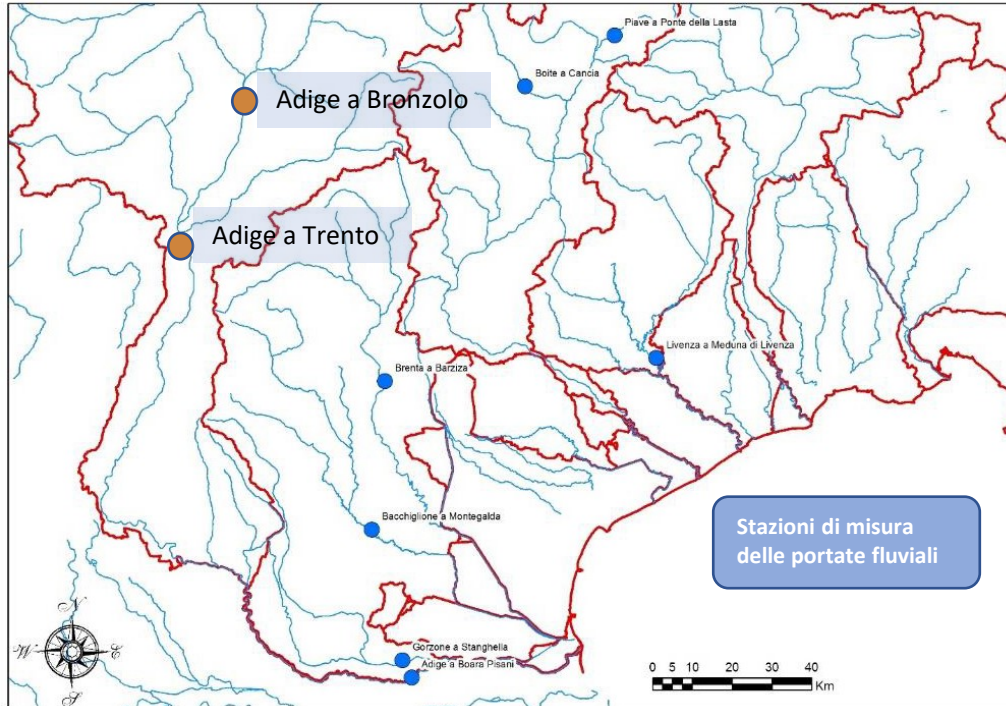 Piave a Ponte della Lasta
Boite a Cancia
Adige a Bronzolo
Adige a Trento
Livenza a Meduna di Livenza
Brenta a Barziza
Bacchiglione a Montegalda
Stazioni di misura
delle portate fluviali
N
W E
S
Gorzone a Stanghella
Adige a Boara Pisani
0 5 10 20 30 40
Km